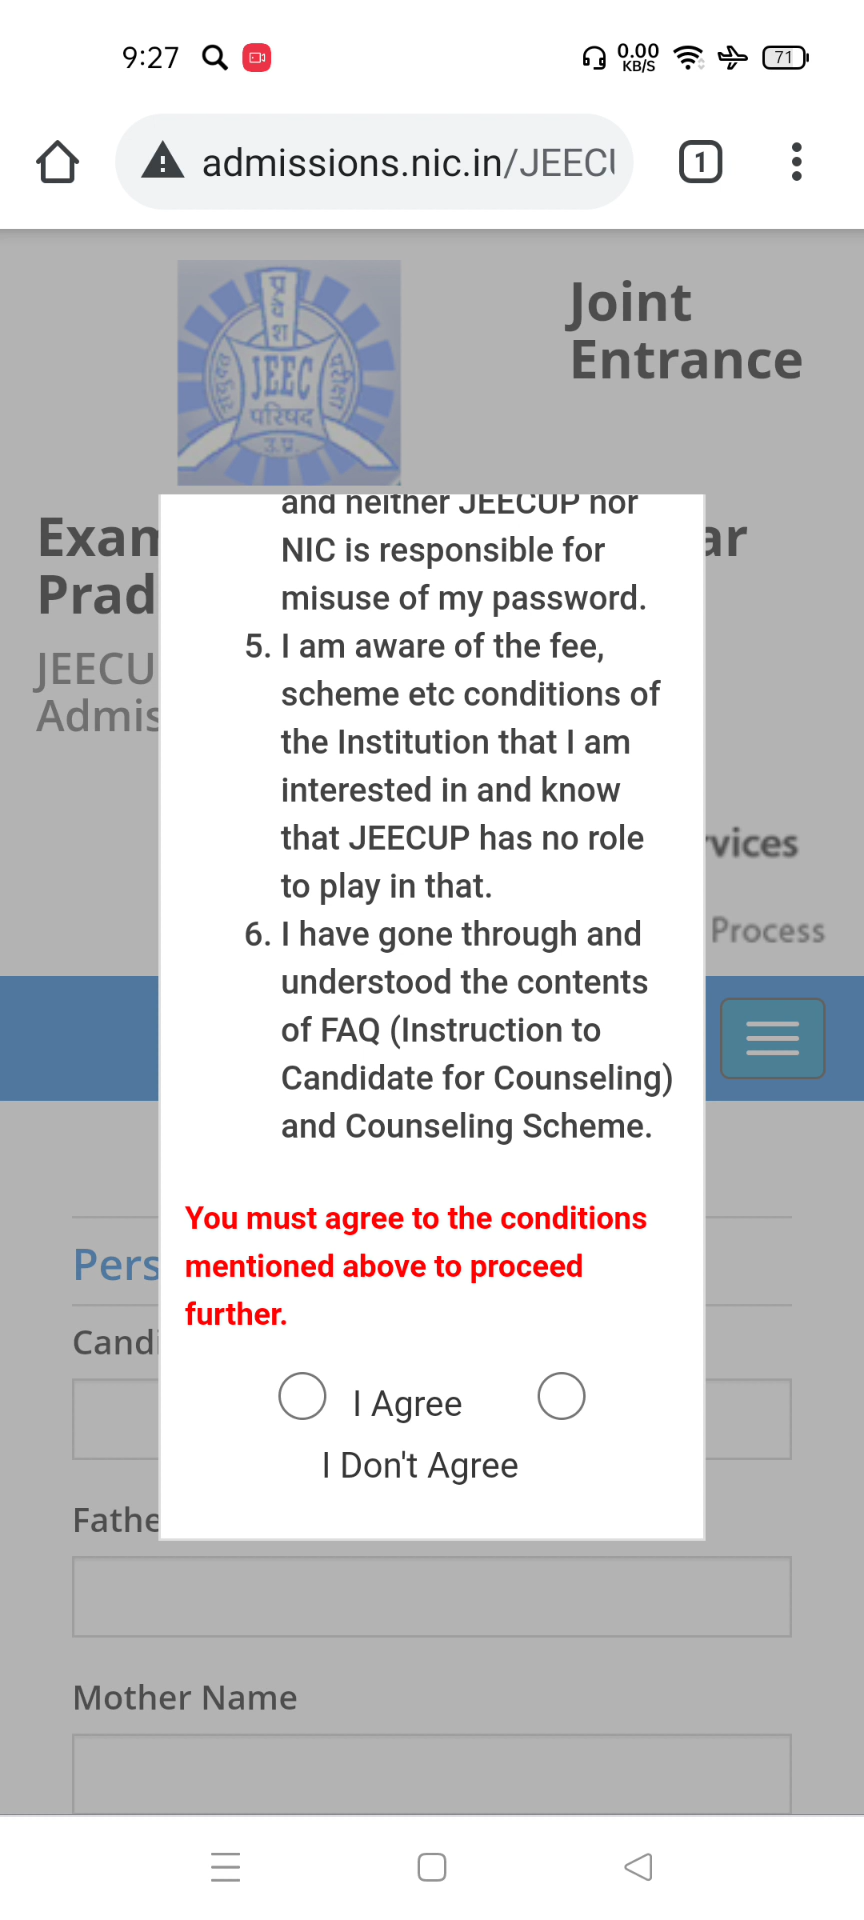 9:27
0.00
KB/S
71
admissions.nic.in/JEECU
1
प्रवेश
संयुक्त
JEEC
परीक्षा
परिषद
उ.प्र.
Joint
Entrance
Exam
ar
Prad
JEECU
Admis
and neither JEECUP nor
NIC is responsible for
misuse of my password.
5. I am aware of the fee,
scheme etc conditions of
the Institution that I am
interested in and know
that JEECUP has no role
to play in that.
6. I have gone through and
understood the contents
of FAQ (Instruction to
Candidate for Counseling)
and Counseling Scheme.
rvices
Process
You must agree to the conditions
mentioned above to proceed
further.
I Agree
I Don't Agree
Pers
Candi
Fathe
Mother Name